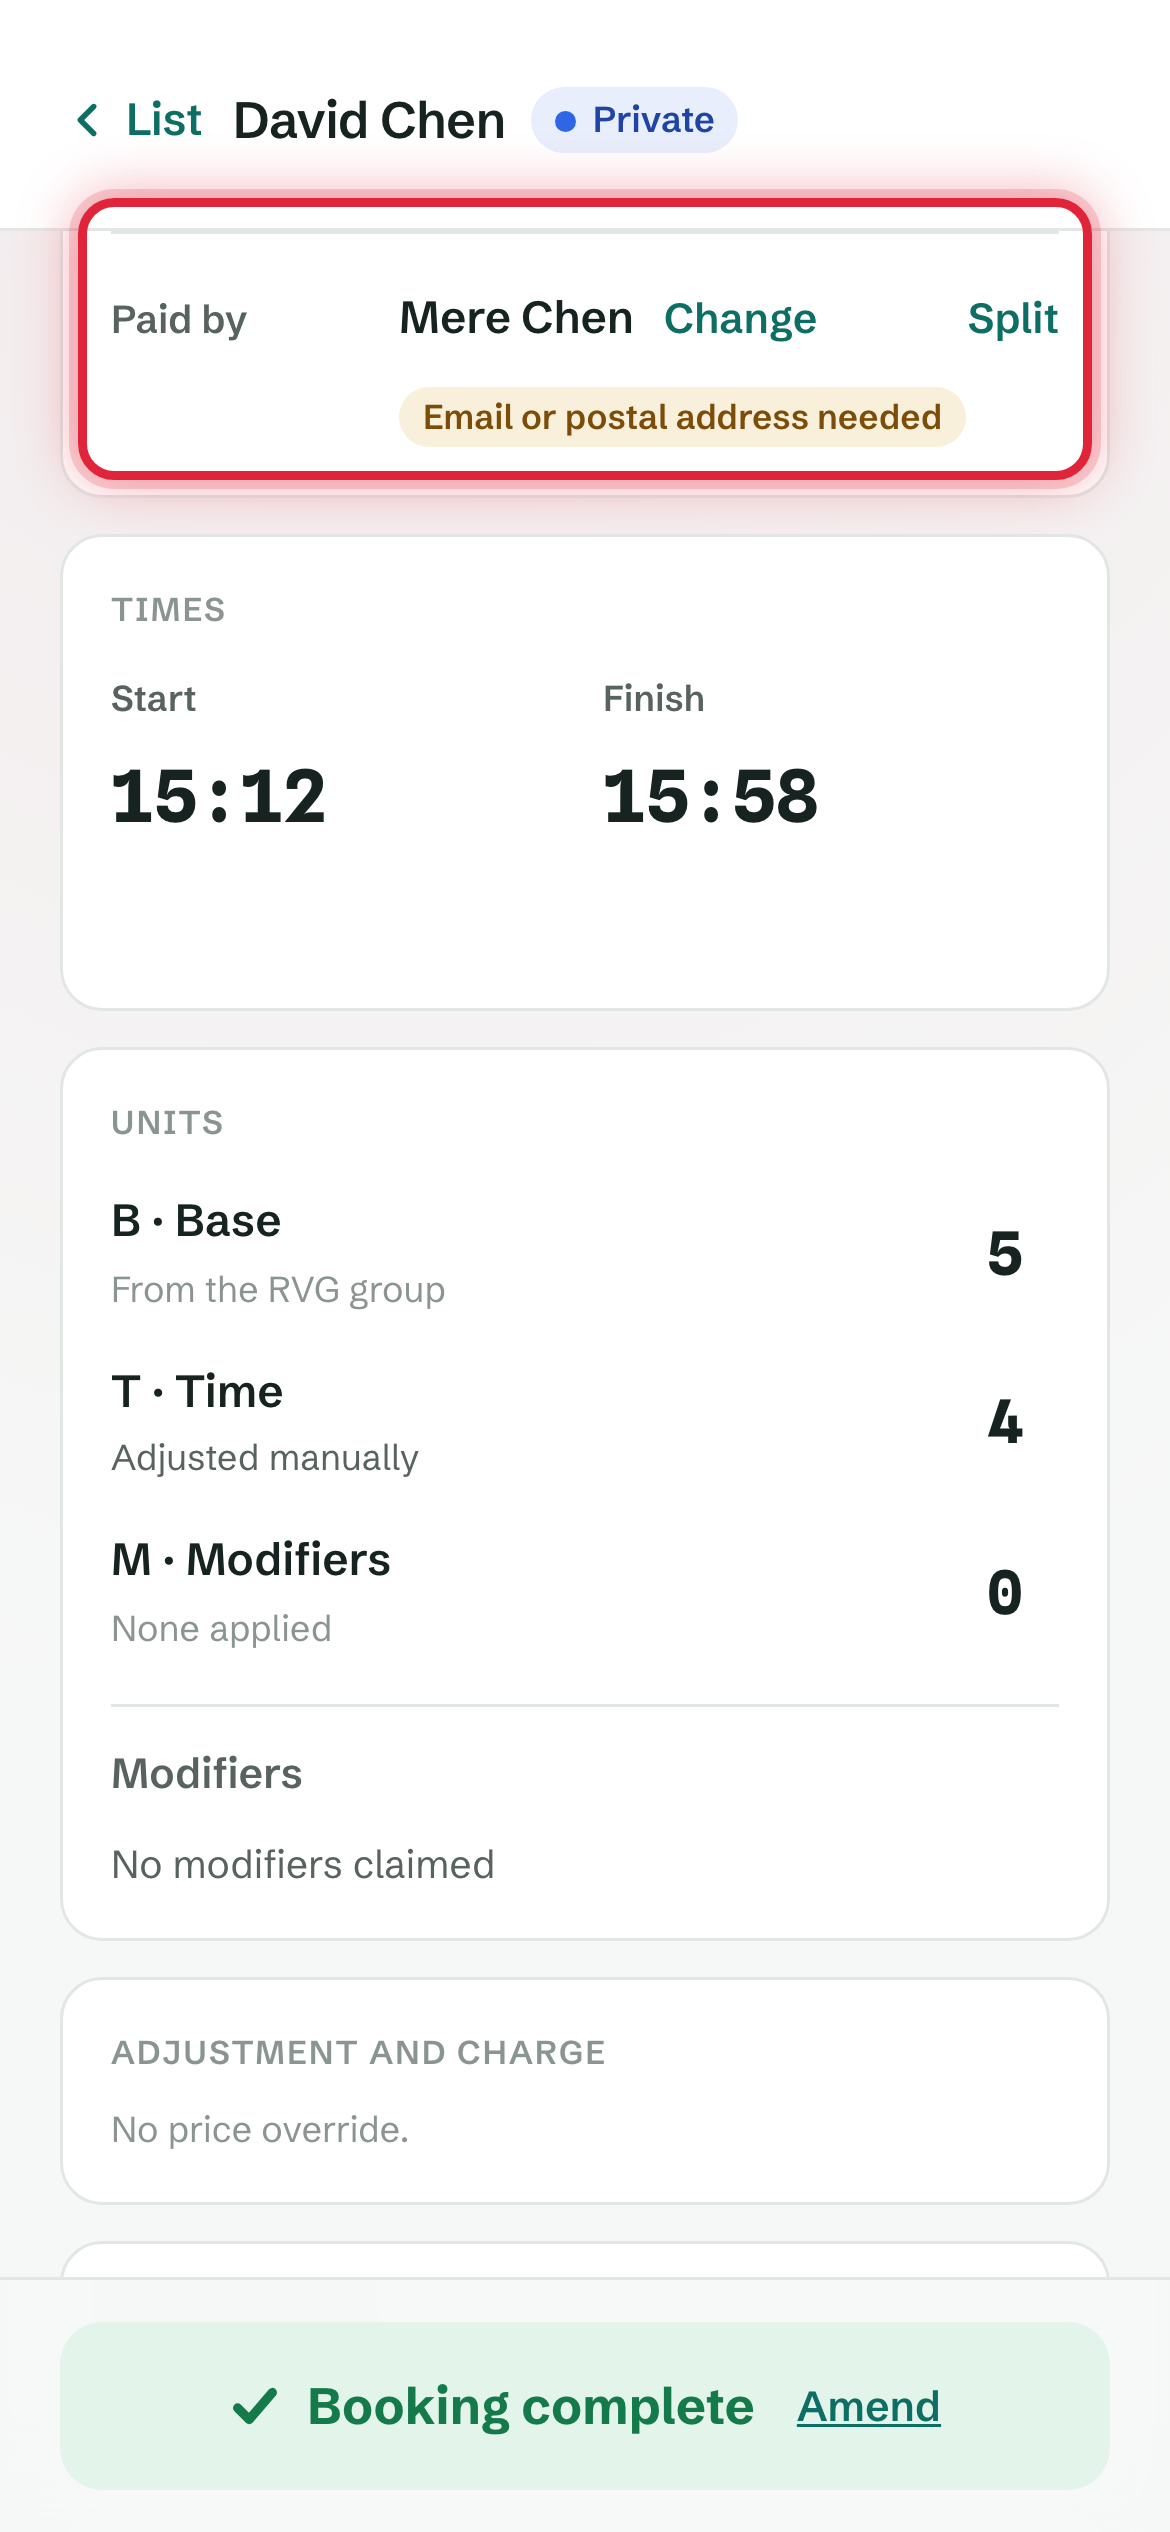 List David Chen Private
Paid by Mere Chen Change Split
Email or postal address needed
TIMES
Start Finish
15:12 15:58
UNITS
B · Base
From the RVG group
5
T · Time
Adjusted manually
4
M · Modifiers
None applied
0
Modifiers
No modifiers claimed
ADJUSTMENT AND CHARGE
No price override.
Booking complete Amend